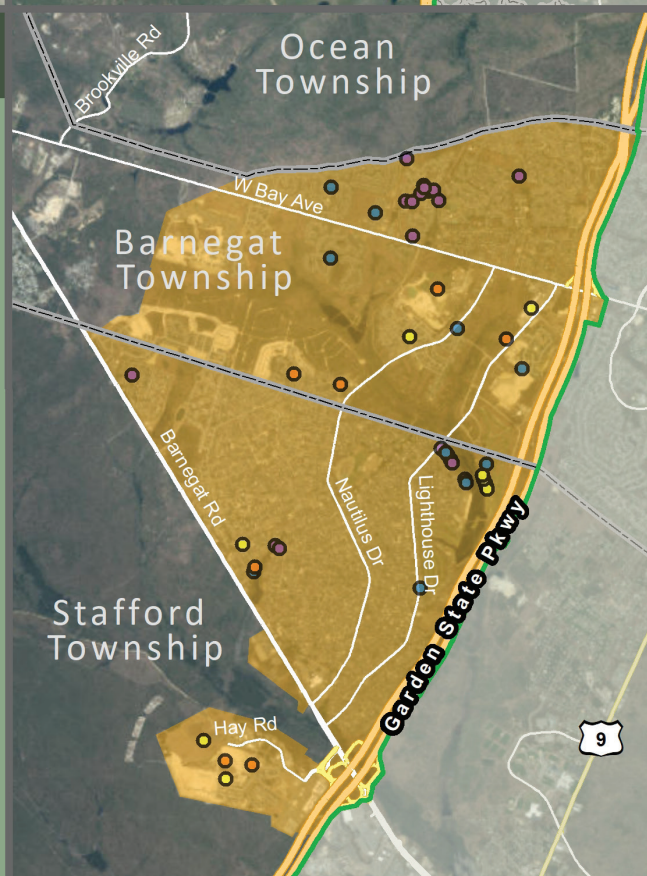 Brookville Rd
Ocean
Township
W Bay Ave
Barnegat
Township
Barnegat Rd
Nautilus Dr
Lighthouse Dr
Garden State Pkwy
Stafford
Township
Hay Rd
9